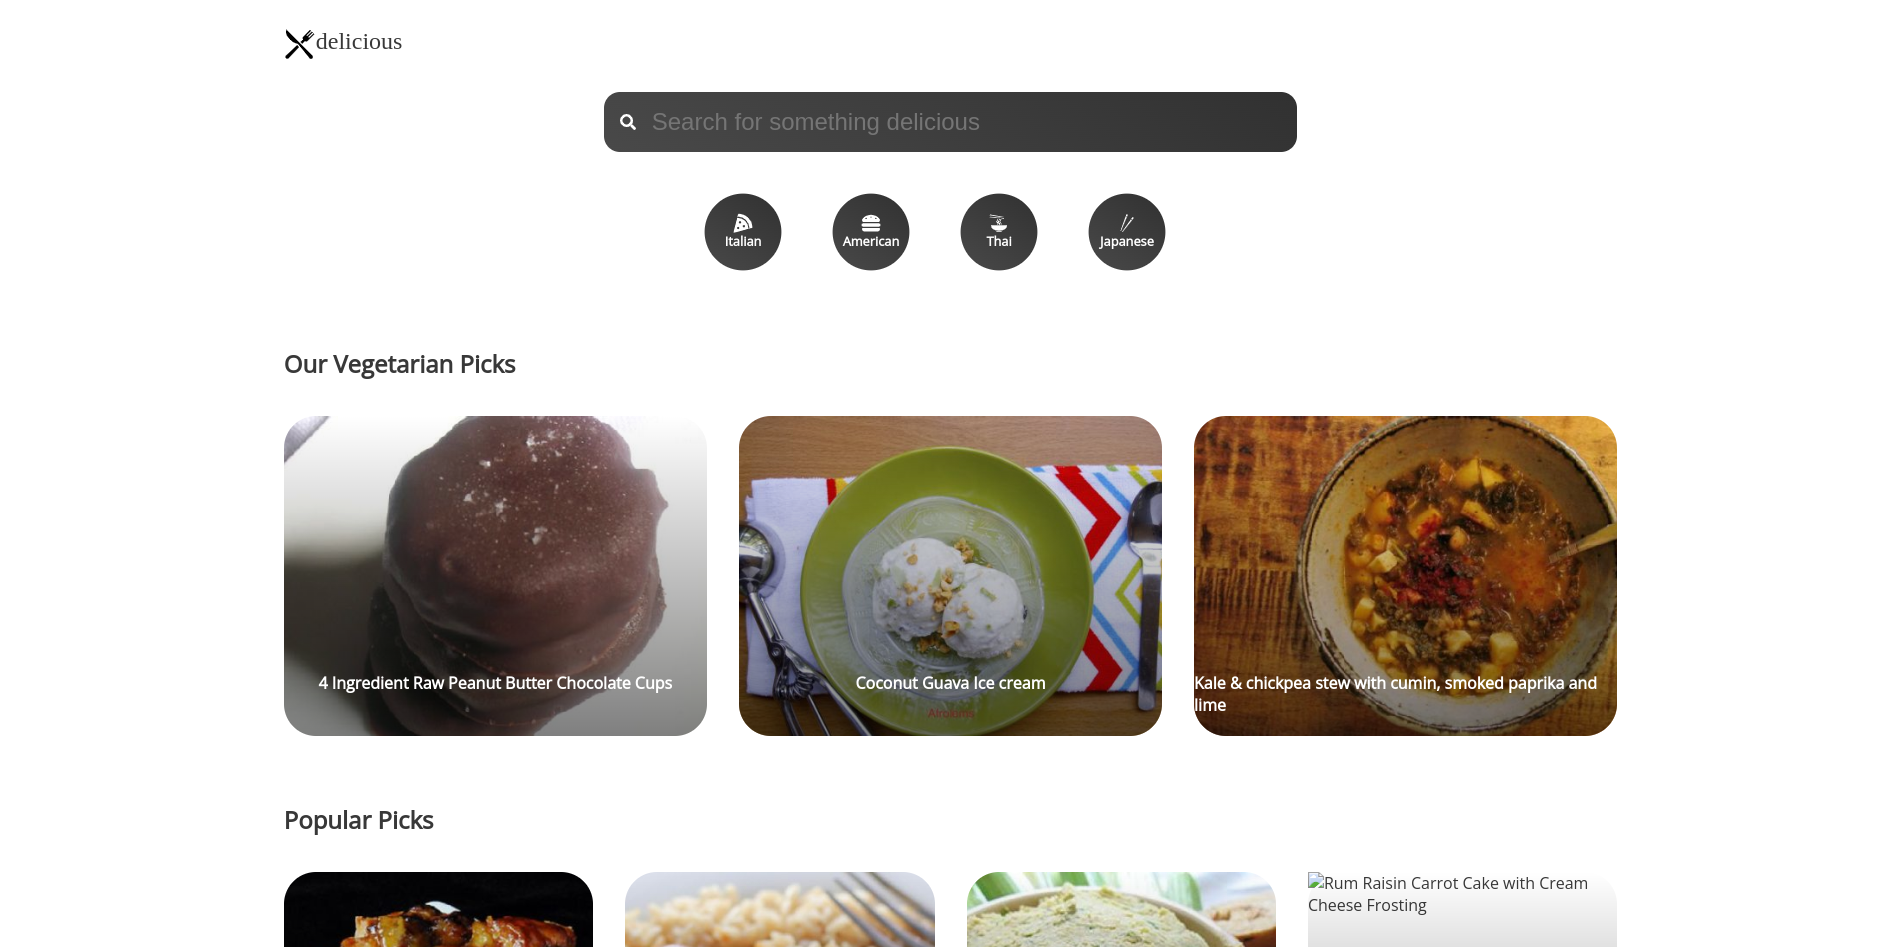 delicious
Search for something delicious
Italian
American
Thai
Japanese
Our Vegetarian Picks
4 Ingredient Raw Peanut Butter Chocolate Cups
Coconut Guava Ice cream
Kale & chickpea stew with cumin, smoked paprika and
lime
Popular Picks
Rum Raisin Carrot Cake with Cream
Cheese Frosting